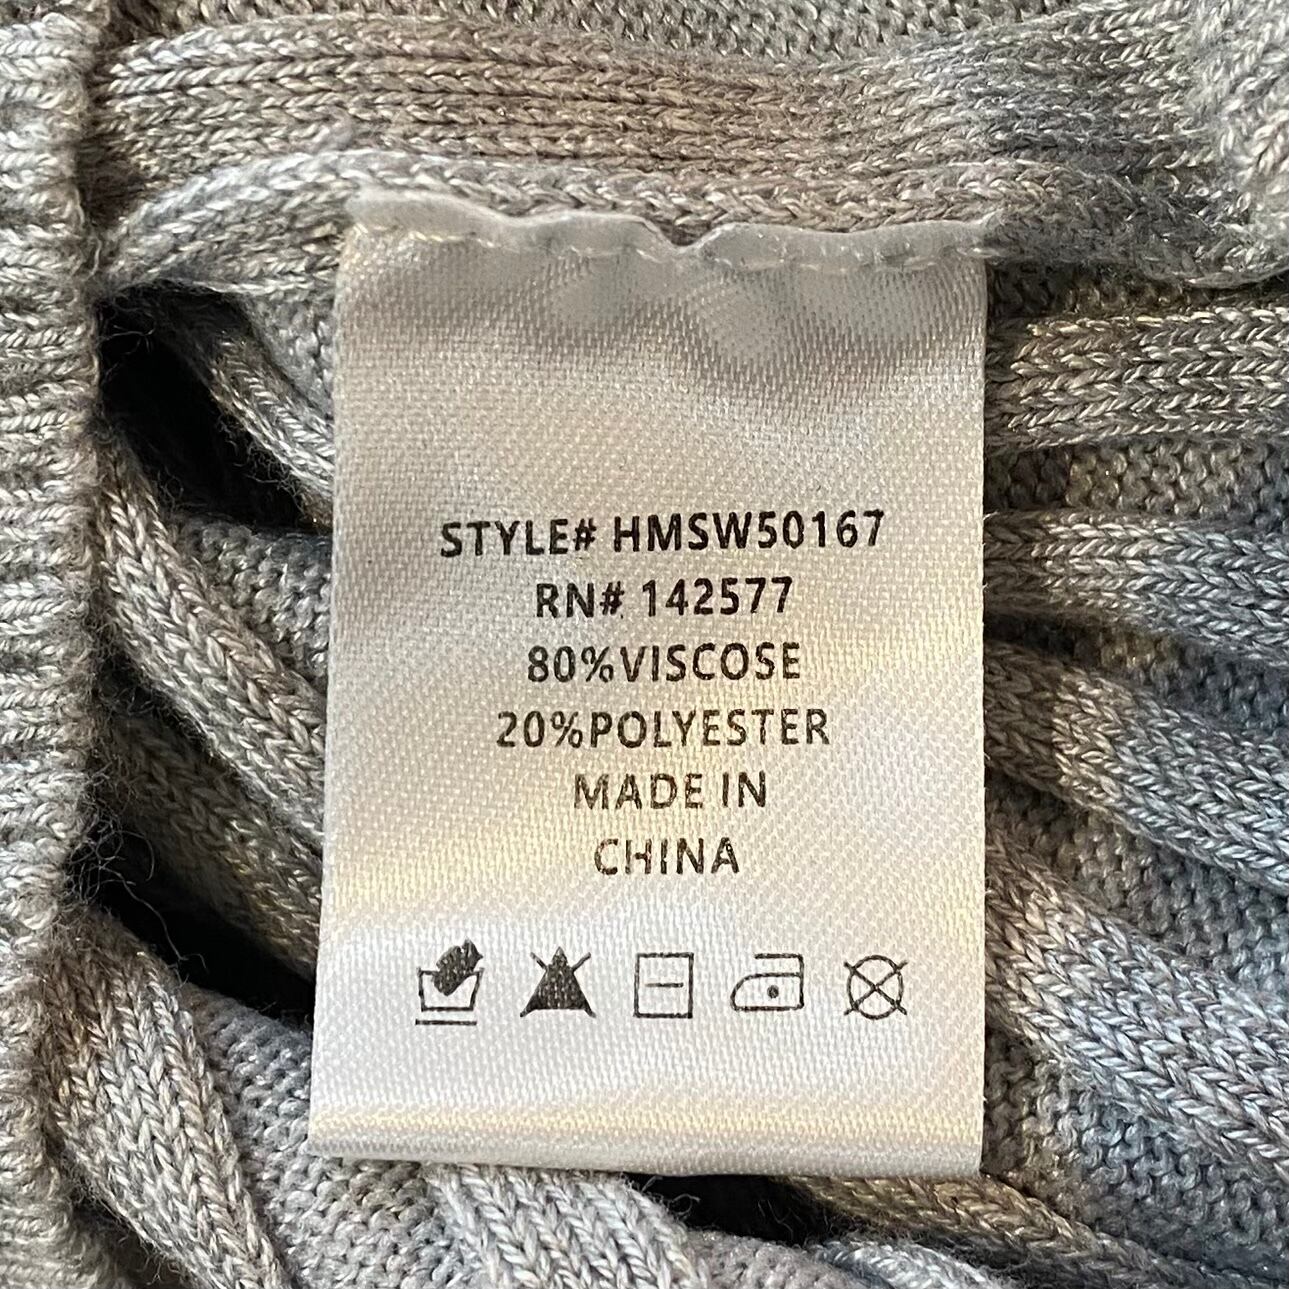 STYLE# HMSW50167
RN# 142577
80%VISCOSE
20%POLYESTER
MADE IN
CHINA